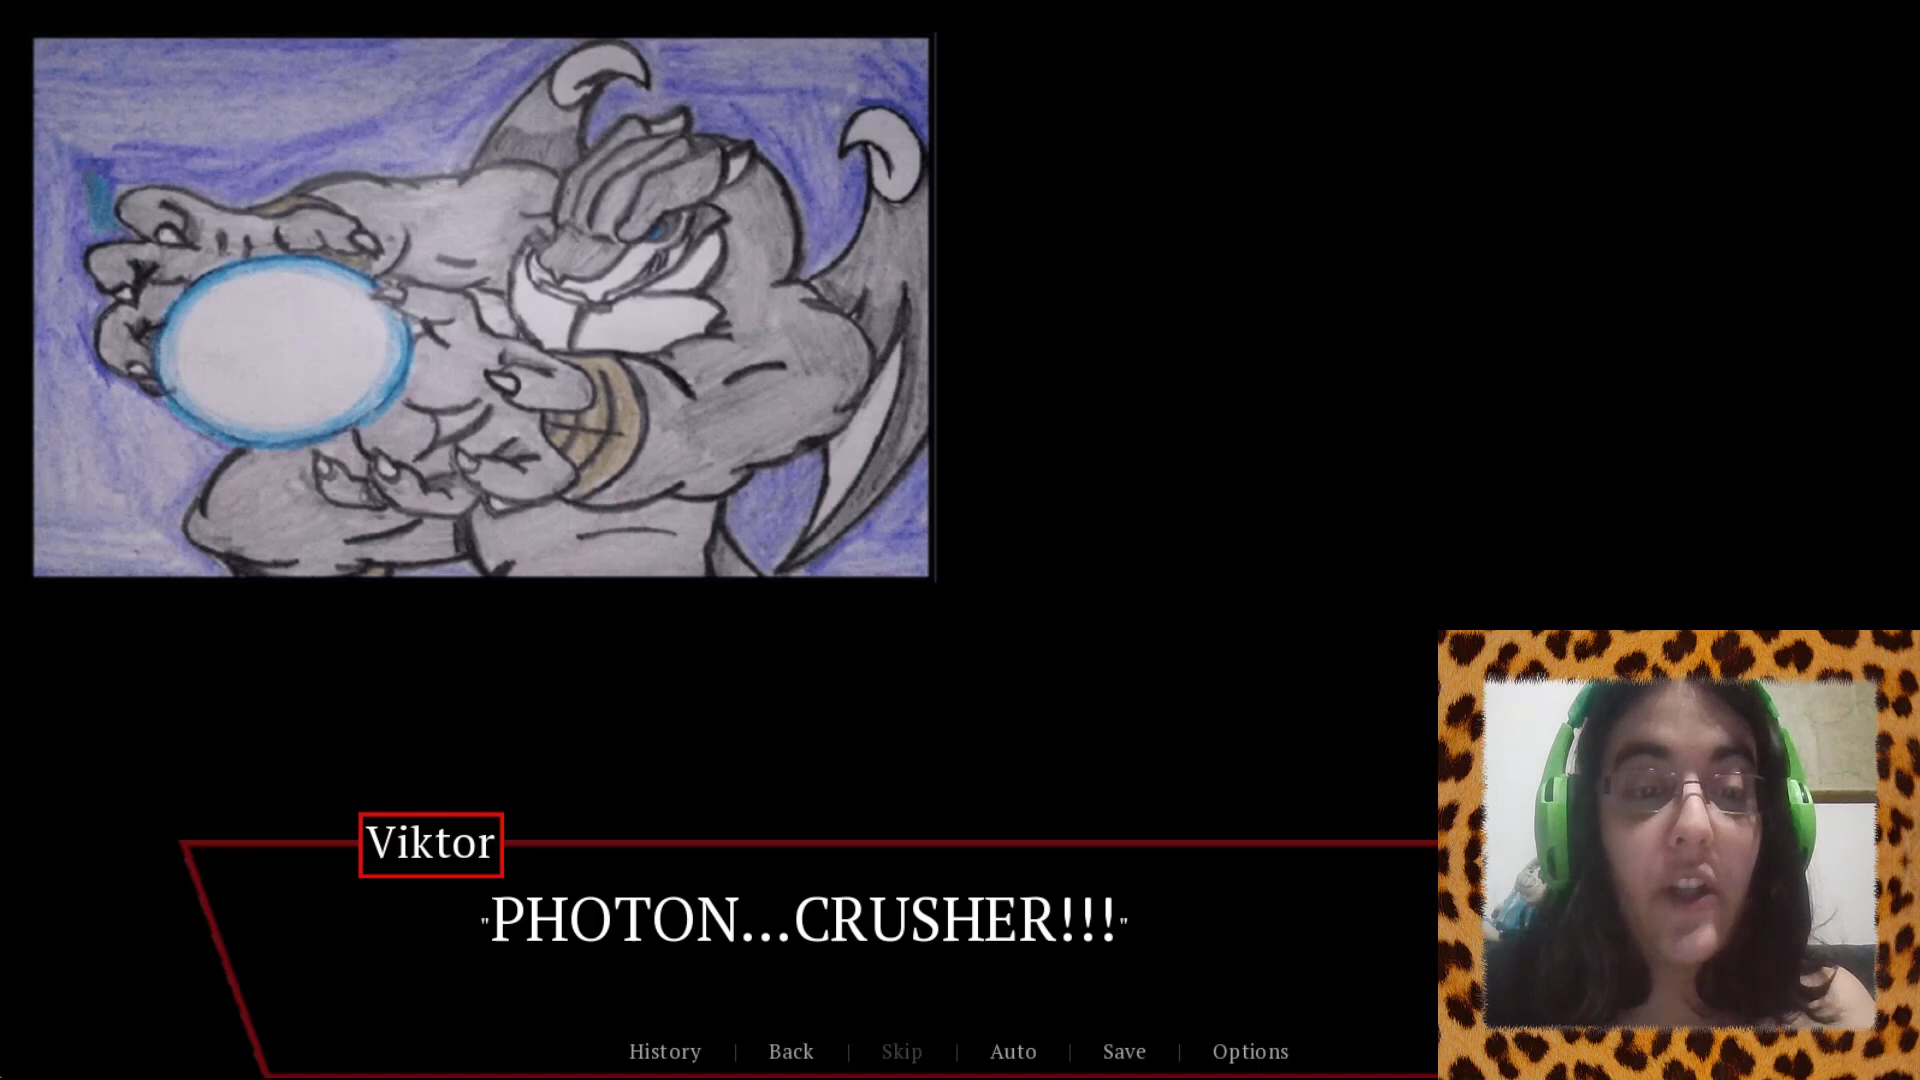 Viktor
"PHOTON...CRUSHER!!!"
History | Back | Skip | Auto | Save | Options